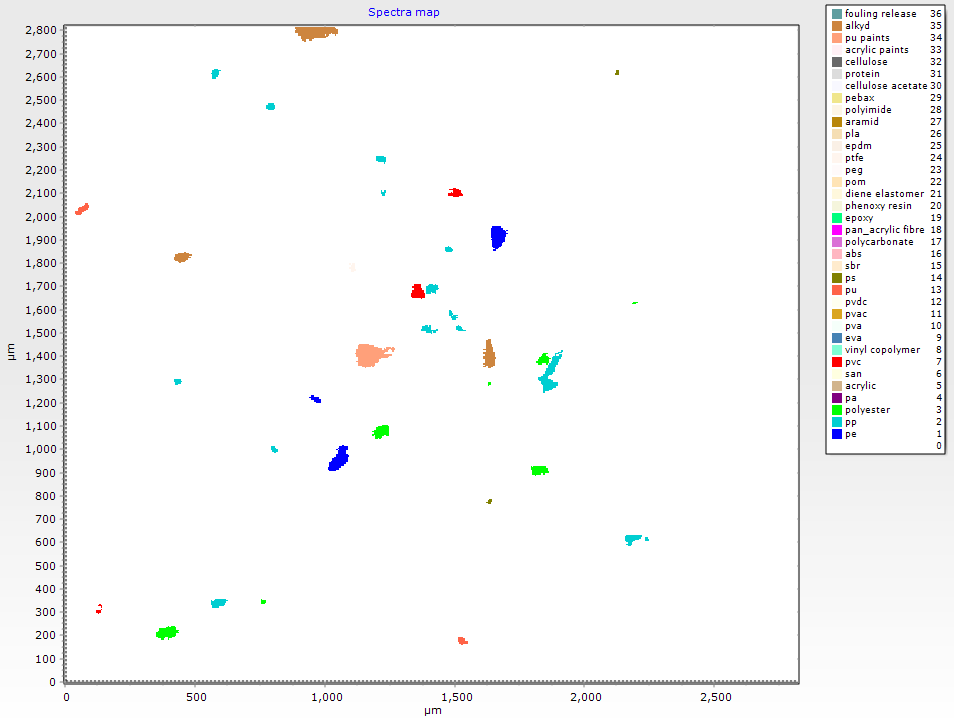 Spectra map
2,800
2,700
2,600
2,500
2,400
2,300
2,200
2,100
2,000
1,900
1,800
1,700
1,600
1,500
1,400
1,300
1,200
1,100
1,000
900
800
700
600
500
400
300
200
100
0
µm
0 500 1,000 1,500 2,000 2,500
µm
fouling release 36
alkyd 35
pu paints 34
acrylic paints 33
cellulose 32
protein 31
cellulose acetate 30
pebax 29
polyimide 28
aramid 27
pla 26
epdm 25
ptfe 24
peg 23
pom 22
diene elastomer 21
phenoxy resin 20
epoxy 19
pan_acrylic fibre 18
polycarbonate 17
abs 16
sbr 15
ps 14
pu 13
pvdc 12
pvac 11
pva 10
eva 9
vinyl copolymer 8
pvc 7
san 6
acrylic 5
pa 4
polyester 3
pp 2
pe 1
0